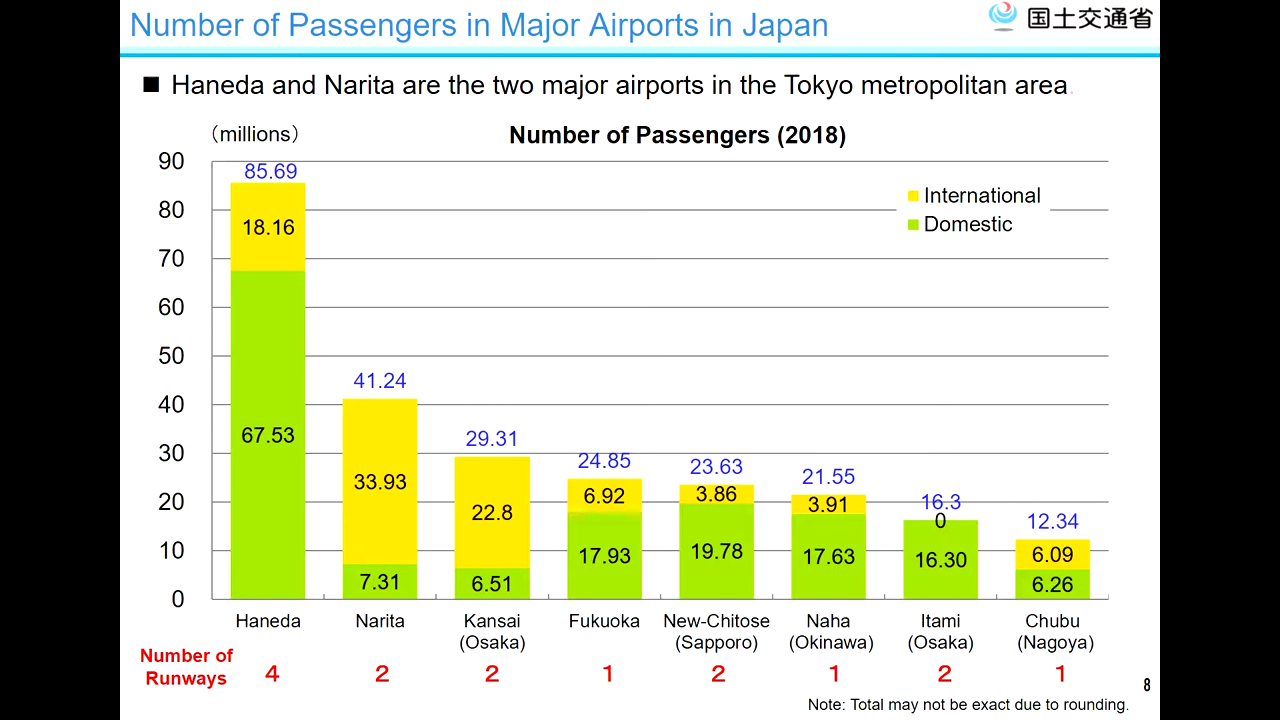 Number of Passengers in Major Airports in Japan
国土交通省
■ Haneda and Narita are the two major airports in the Tokyo metropolitan area.
（millions）
Number of Passengers (2018)
90
80
70
60
50
40
30
20
10
0
International
Domestic
85.69
18.16
67.53
41.24
33.93
7.31
29.31
22.8
6.51
24.85
6.92
17.93
23.63
3.86
19.78
21.55
3.91
17.63
16.3
0
16.30
12.34
6.09
6.26
Haneda
Narita
Kansai
(Osaka)
Fukuoka
New-Chitose
(Sapporo)
Naha
(Okinawa)
Itami
(Osaka)
Chubu
(Nagoya)
Number of
Runways
4 2 2 1 2 1 2 1
8
Note: Total may not be exact due to rounding.